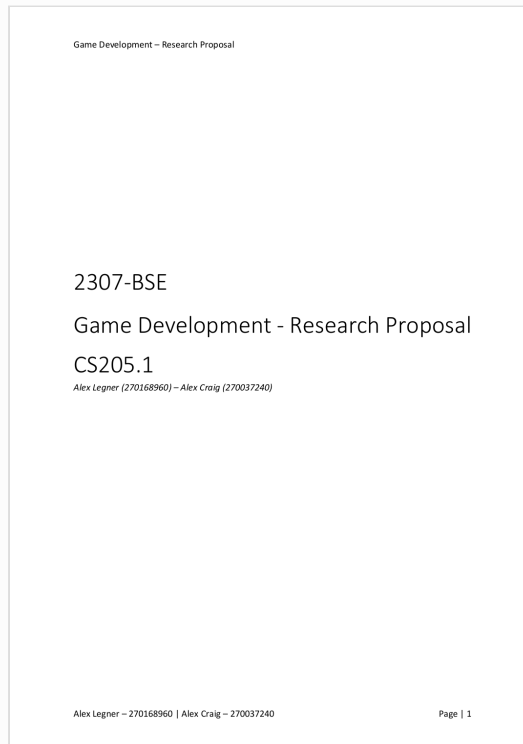 Game Development – Research Proposal
2307-BSE
Game Development - Research Proposal
CS205.1
Alex Legner (270168960) – Alex Craig (270037240)
Alex Legner – 270168960 | Alex Craig – 270037240 Page | 1